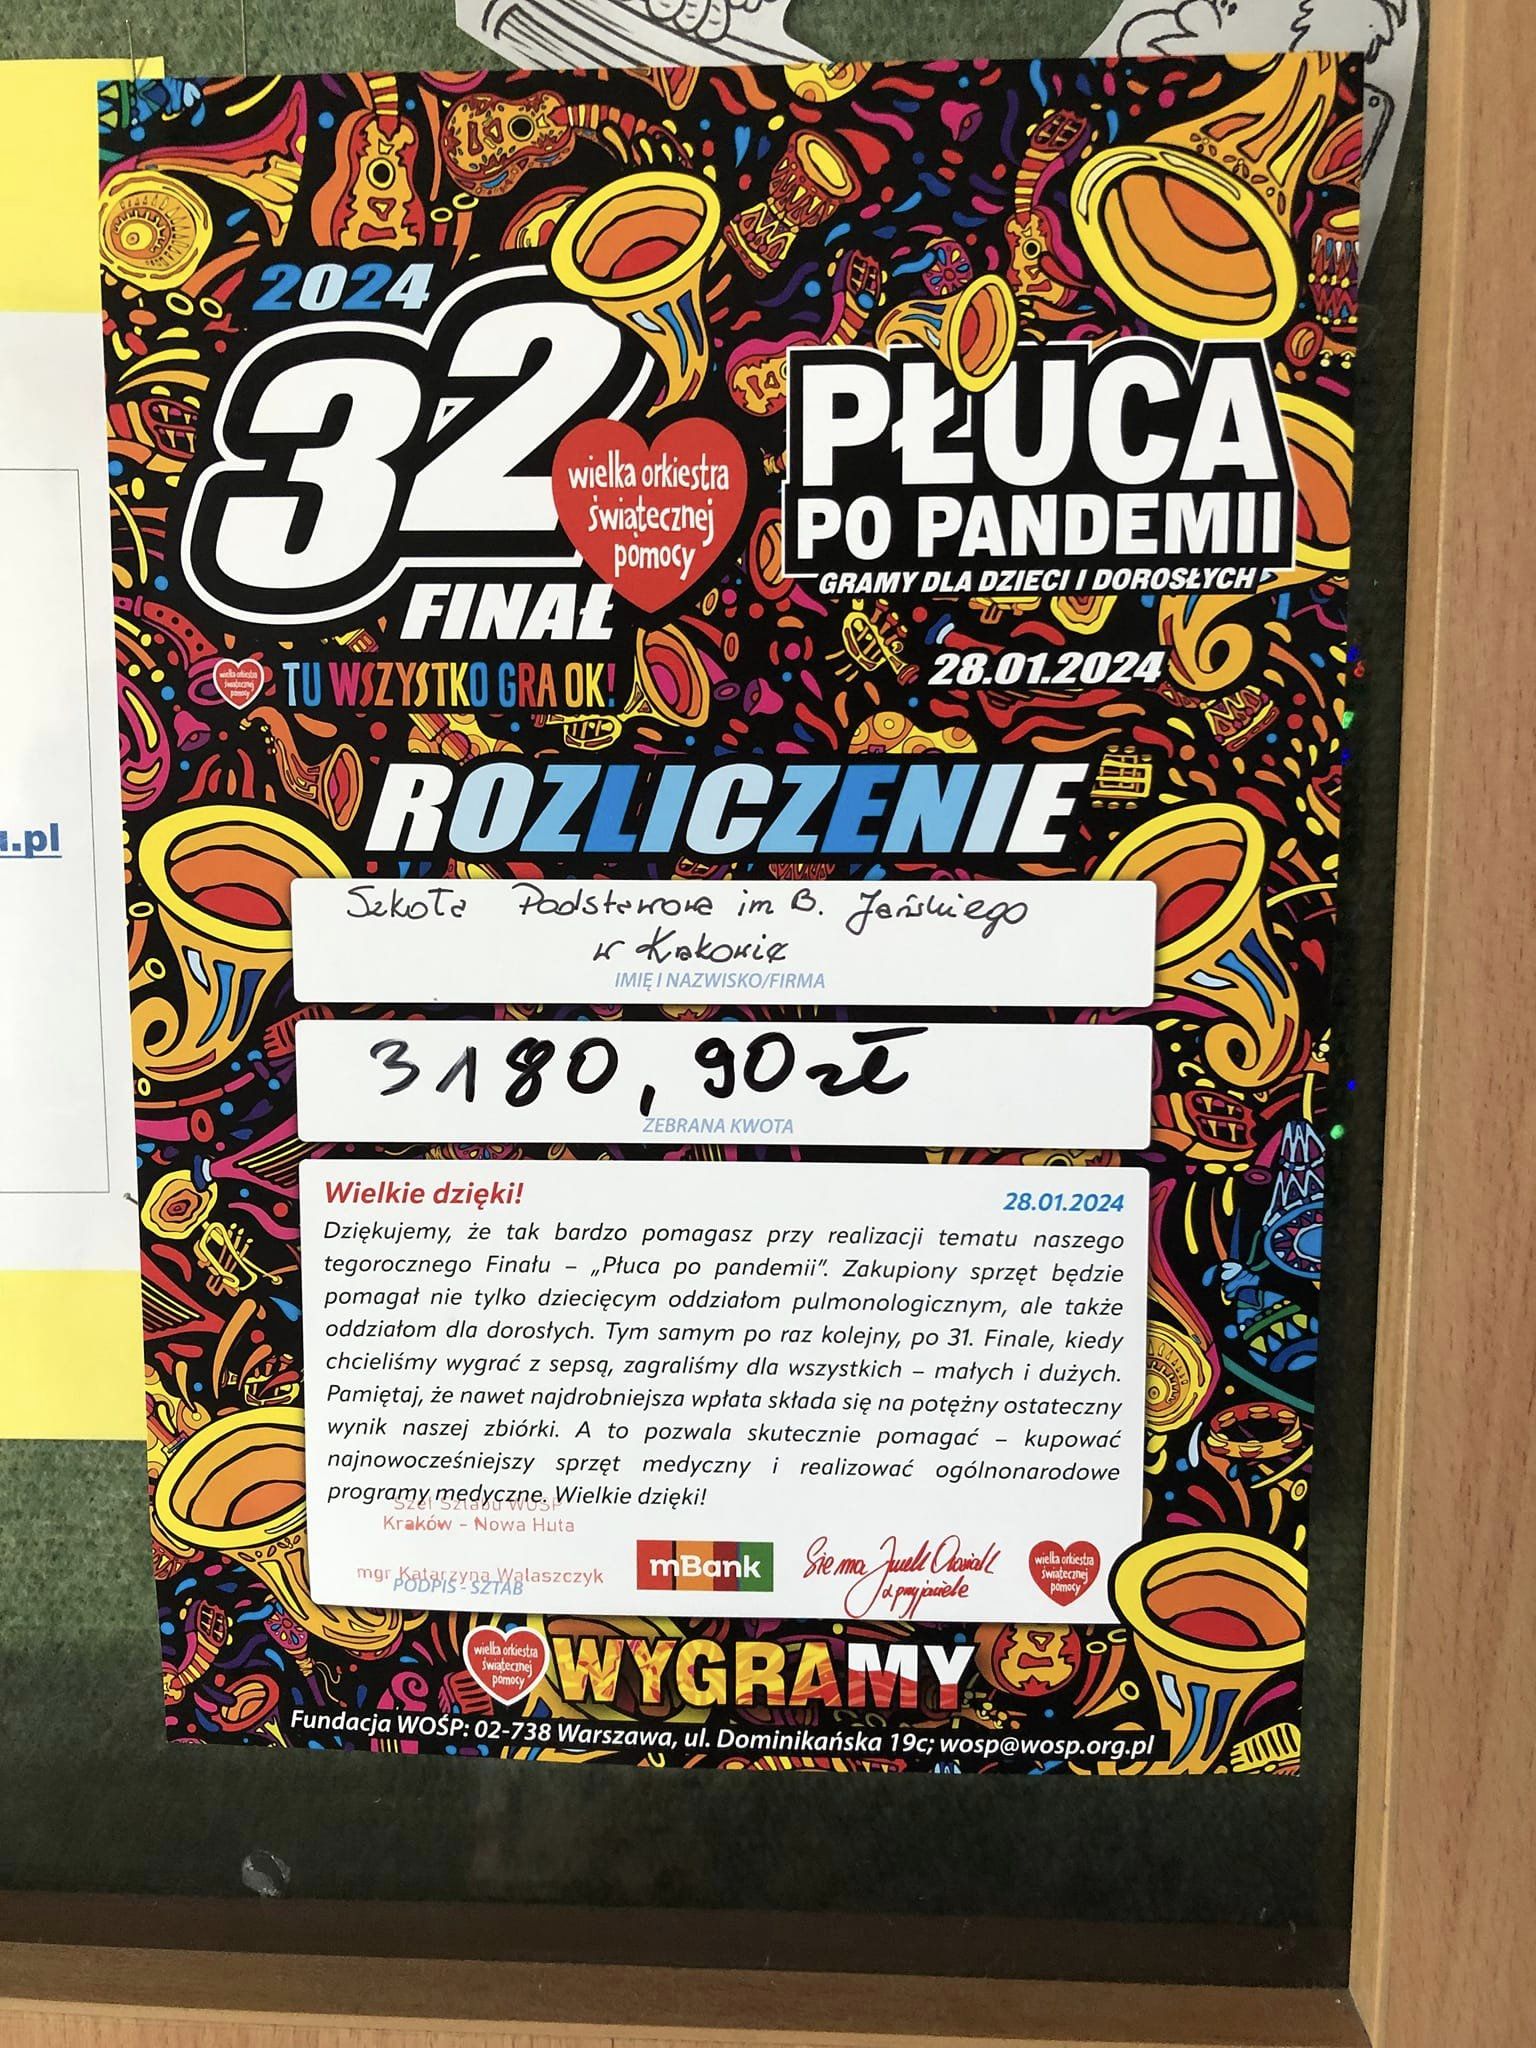 2024
32
FINAŁ
wielka orkiestra
świątecznej
pomocy
PŁUCA
PO PANDEMII
GRAMY DLA DZIECI I DOROSŁYCH
28.01.2024
wielka orkiestra
świątecznej
pomocy
TU WSZYSTKO GRA OK!
ROZLICZENIE
u.pl
Szkoła Podstawowa im B. Jańskiego
w Krakowie
IMIĘ I NAZWISKO/FIRMA
3180,90zł
ZEBRANA KWOTA
Wielkie dzięki!
28.01.2024
Dziękujemy, że tak bardzo pomagasz przy realizacji tematu naszego
tegorocznego Finału – „Płuca po pandemii”. Zakupiony sprzęt będzie
pomagał nie tylko dziecięcym oddziałom pulmonologicznym, ale także
oddziałom dla dorosłych. Tym samym po raz kolejny, po 31. Finale, kiedy
chcieliśmy wygrać z sepsą, zagraliśmy dla wszystkich – małych i dużych.
Pamiętaj, że nawet najdrobniejsza wpłata składa się na potężny ostateczny
wynik naszej zbiórki. A to pozwala skutecznie pomagać – kupować
najnowocześniejszy sprzęt medyczny i realizować ogólnonarodowe
programy medyczne. Wielkie dzięki!
Szef Sztabu WOŚP
Kraków - Nowa Huta
mgr Katarzyna Walaszczyk
PODPIS - SZTAB
mBank
Sie ma Jurek Owsiak
z przyjaciele
wielka orkiestra
świątecznej
pomocy
wielka orkiestra
świątecznej
pomocy
WYGRAMY
Fundacja WOŚP: 02-738 Warszawa, ul. Dominikańska 19c; wosp@wosp.org.pl